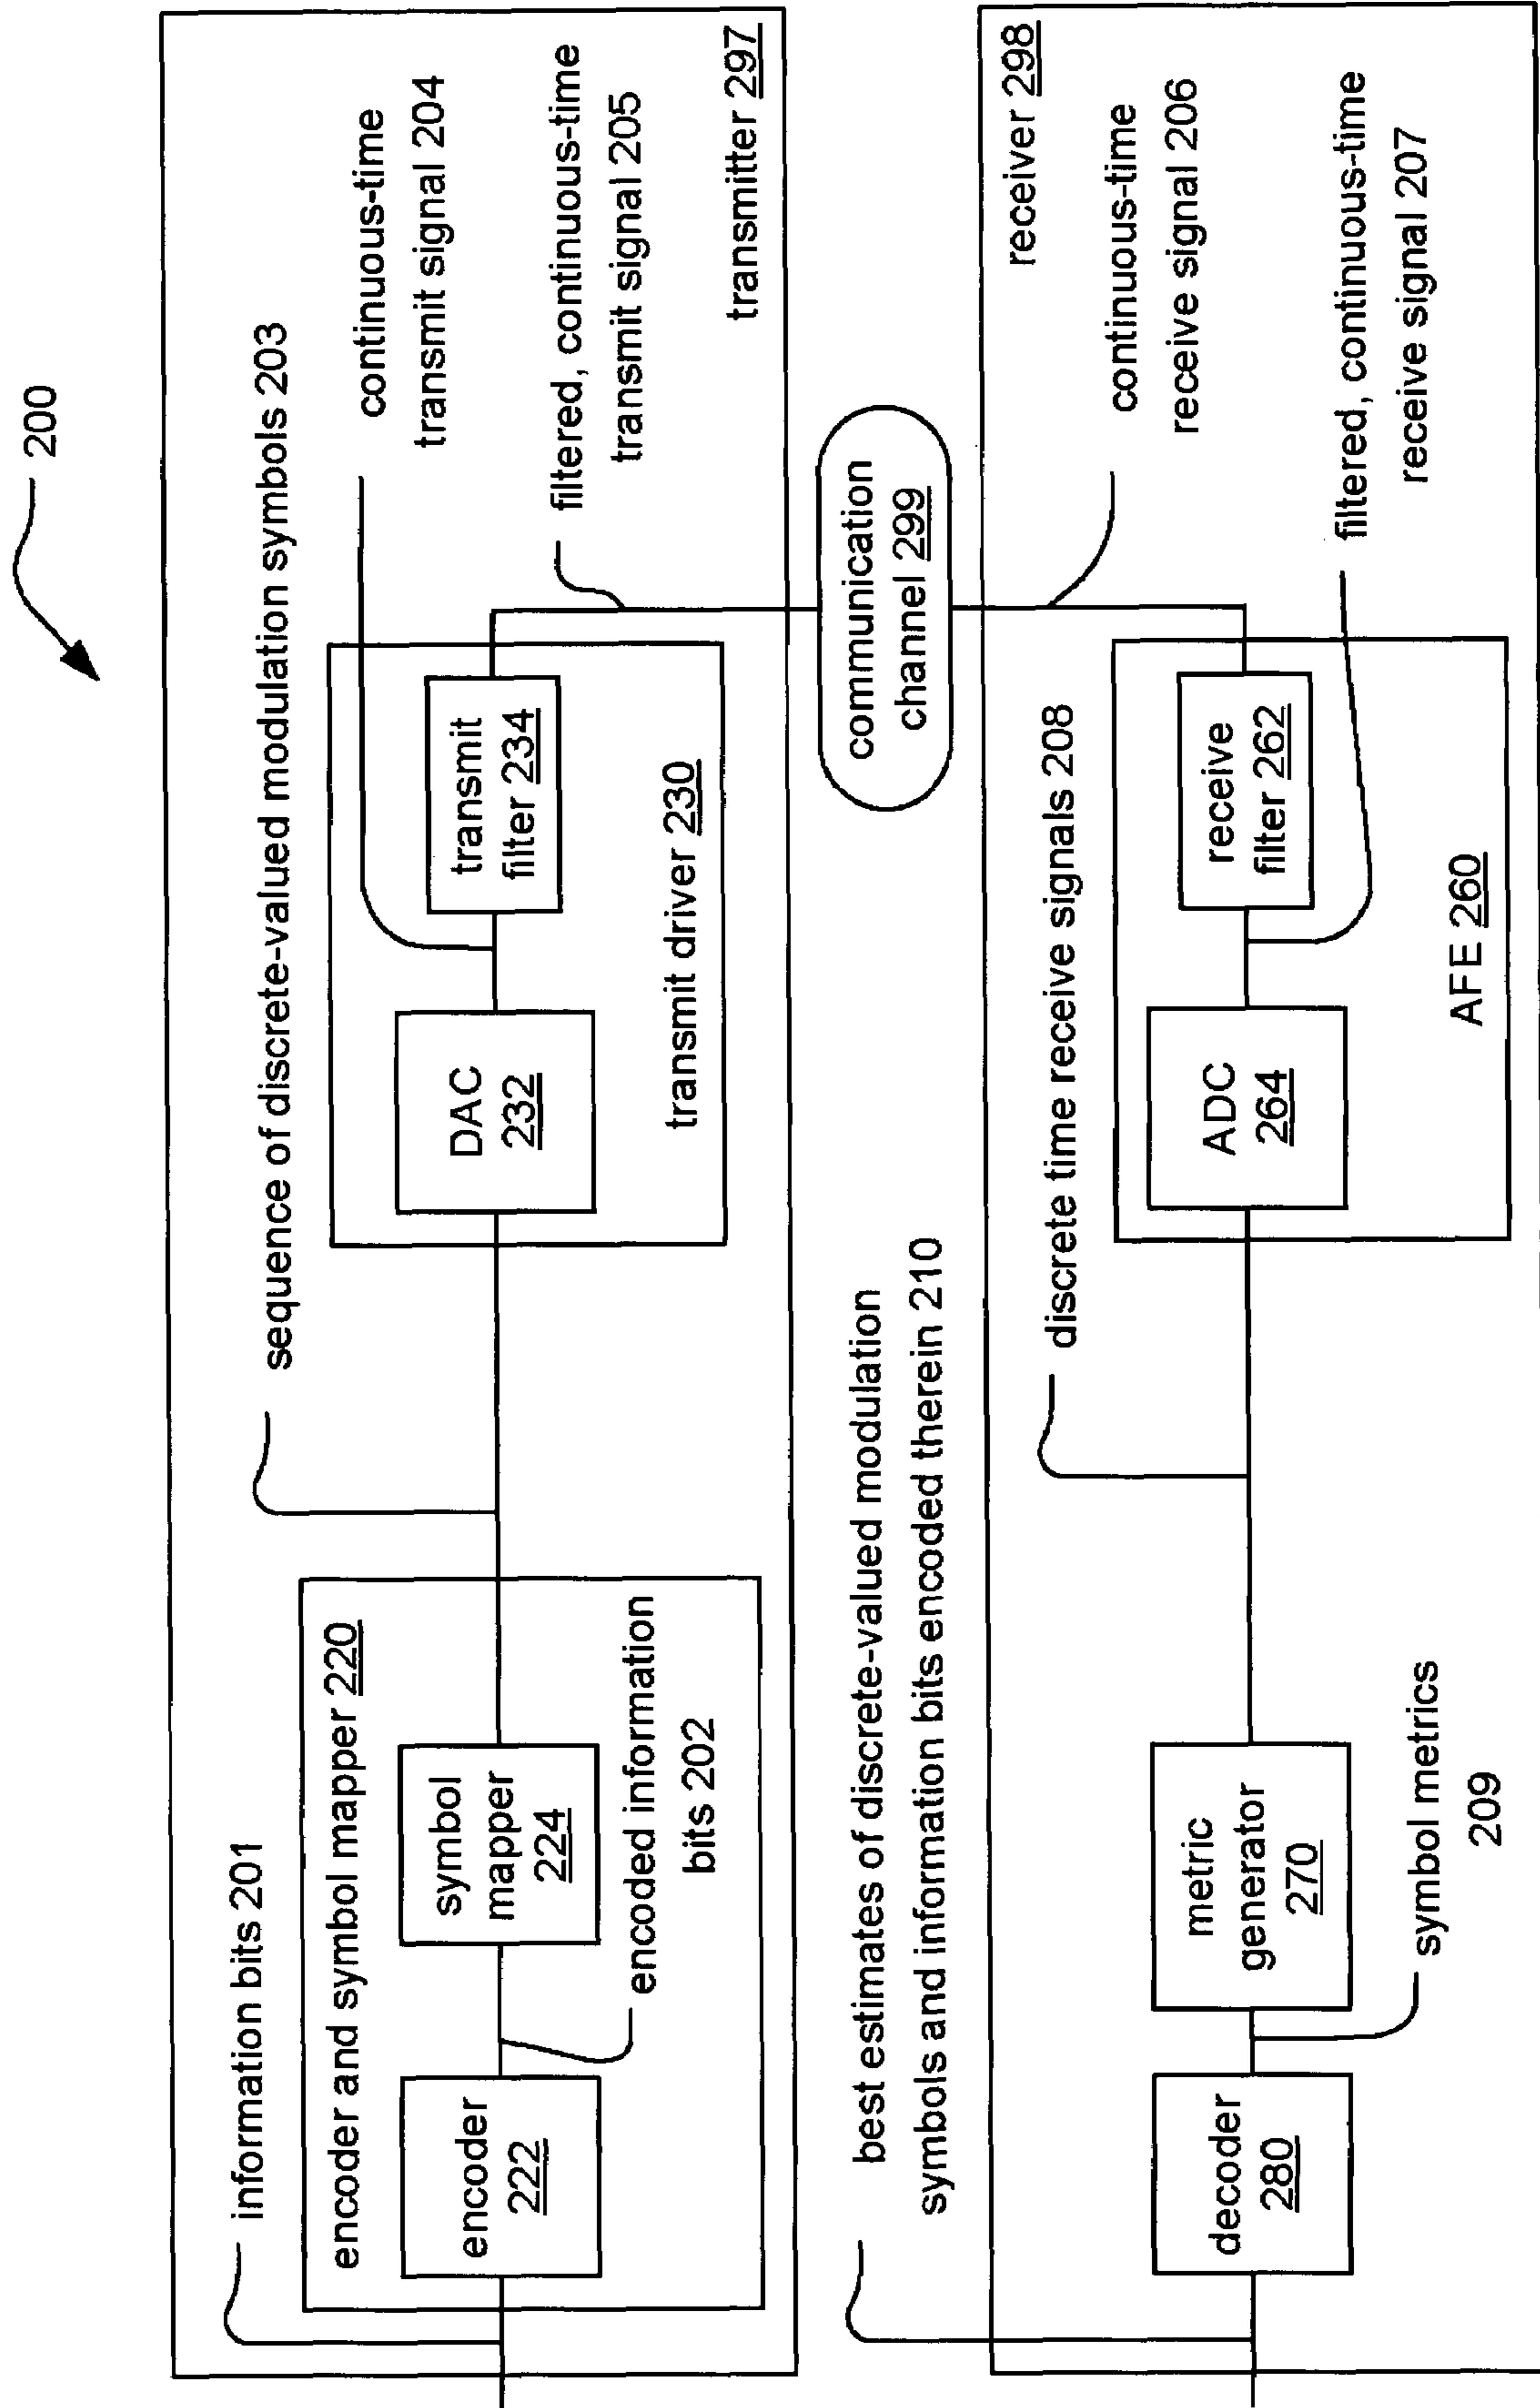 200
information bits 201
sequence of discrete-valued modulation symbols 203
encoder and symbol mapper 220
encoder
222
symbol
mapper
224
encoded information
bits 202
DAC
232
transmit
filter 234
transmit driver 230
continuous-time
transmit signal 204
filtered, continuous-time
transmit signal 205
transmitter 297
communication
channel 299
best estimates of discrete-valued modulation
symbols and information bits encoded therein 210
receiver 298
discrete time receive signals 208
continuous-time
receive signal 206
decoder
280
metric
generator
270
symbol metrics
209
ADC
264
receive
filter 262
AFE 260
filtered, continuous-time
receive signal 207